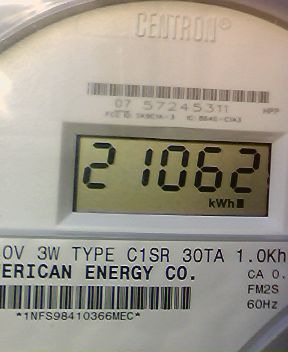 CENTRON®
07 57245311 HPP
21062
kWh
0V 3W TYPE C1SR 30TA 1.0Kh
ERICAN ENERGY CO.
CA 0.
FM2S
60Hz
*1NFS98410366MEC*